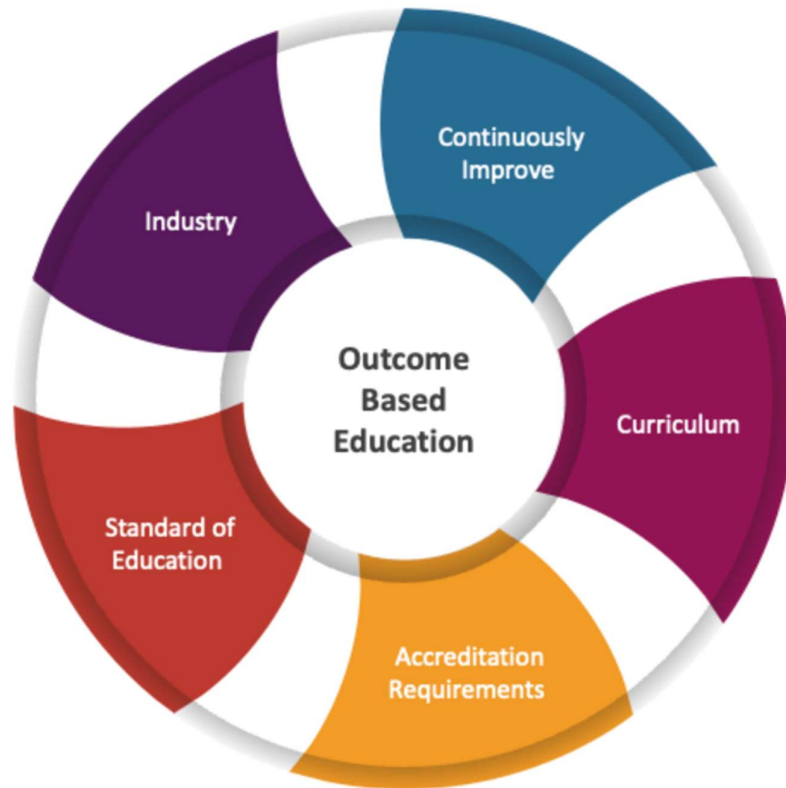 Continuously
Improve
Industry
Outcome
Based
Education
Curriculum
Standard of
Education
Accreditation
Requirements